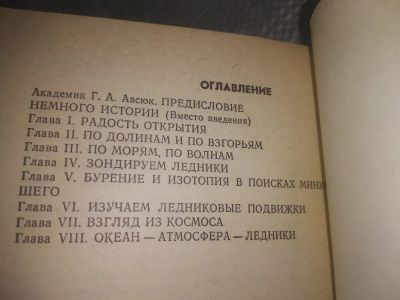 ОГЛАВЛЕНИЕ
Академик Г. А. Авсюк. ПРЕДИСЛОВИЕ
НЕМНОГО ИСТОРИИ (Вместо введения)
Глава I. РАДОСТЬ ОТКРЫТИЯ
Глава II. ПО ДОЛИНАМ И ПО ВЗГОРЬЯМ
Глава III. ПО МОРЯМ, ПО ВОЛНАМ
Глава IV. ЗОНДИРУЕМ ЛЕДНИКИ
Глава V. БУРЕНИЕ И ИЗОТОПИЯ В ПОИСКАХ МИНУ
ШЕГО
Глава VI. ИЗУЧАЕМ ЛЕДНИКОВЫЕ ПОДВИЖКИ
Глава VII. ВЗГЛЯД ИЗ КОСМОСА
Глава VIII. ОКЕАН — АТМОСФЕРА — ЛЕДНИКИ